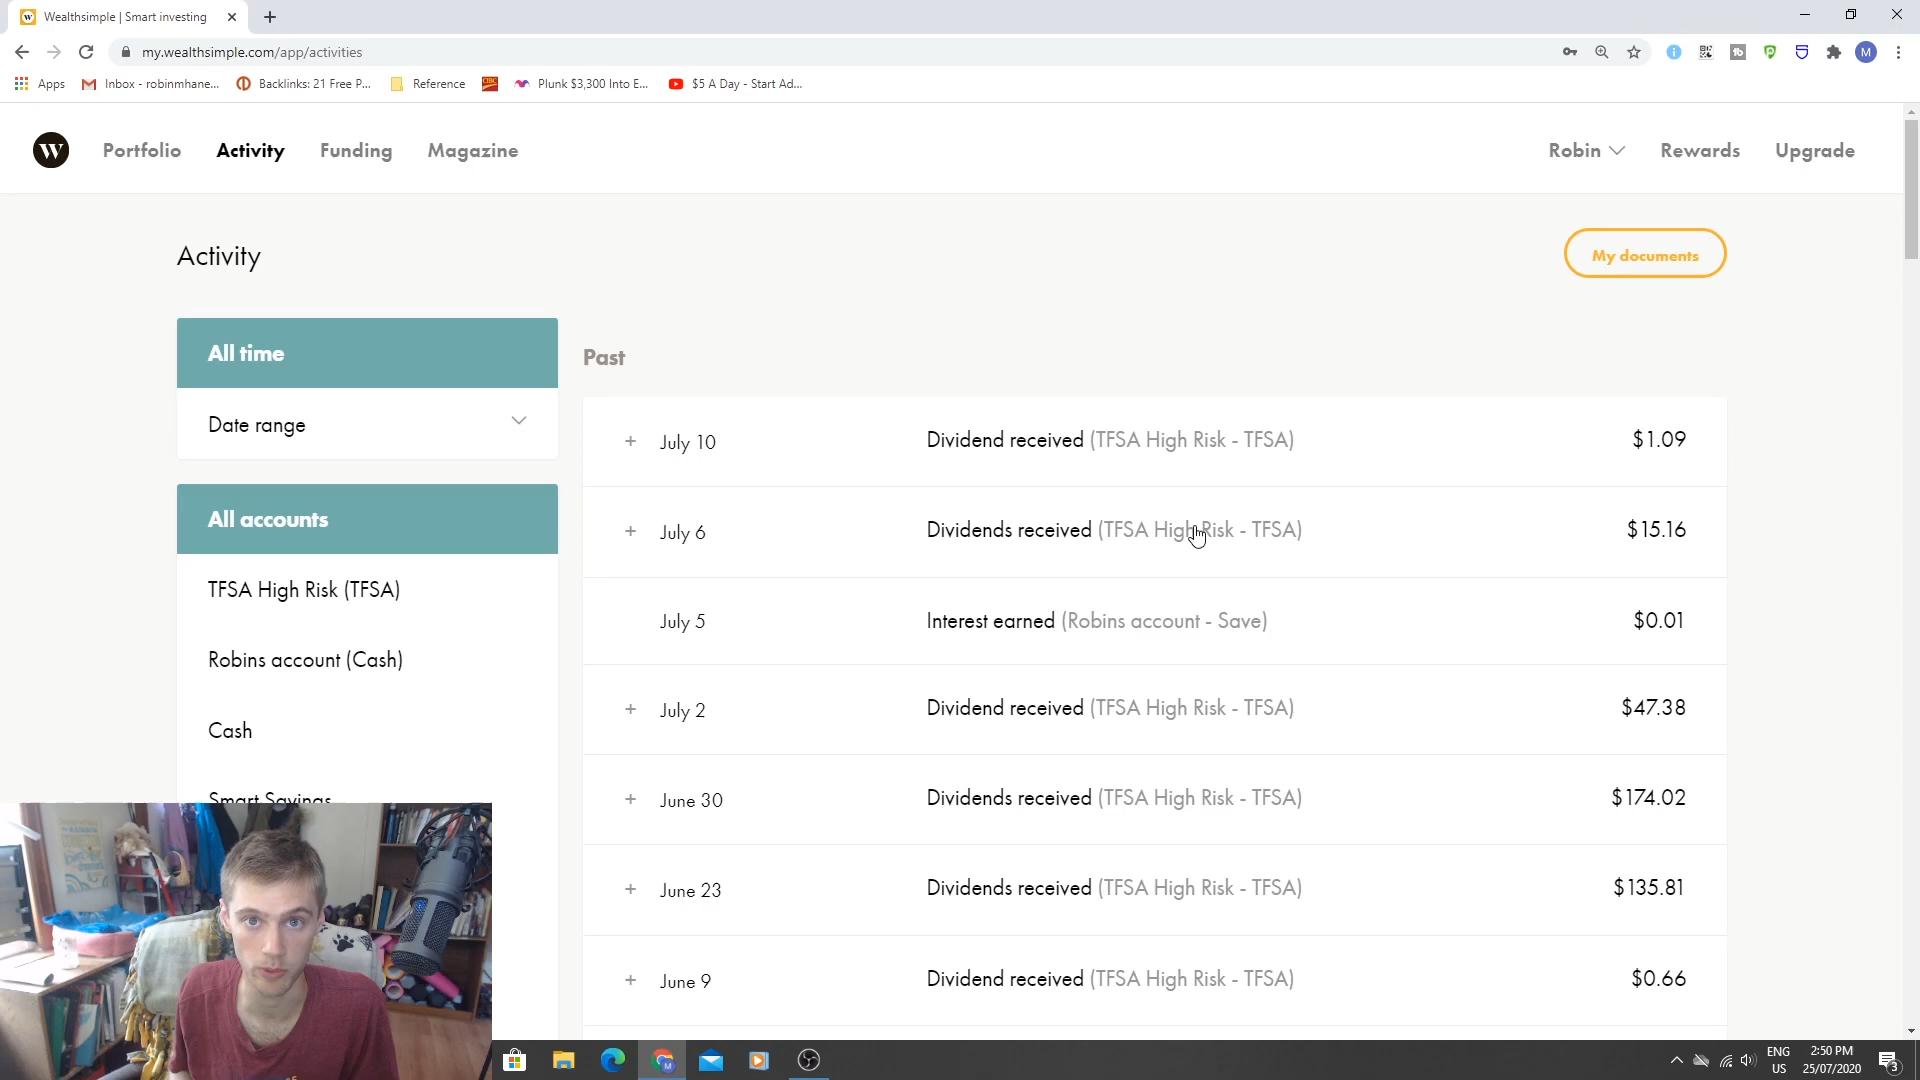 Wealthsimple | Smart investing
my.wealthsimple.com/app/activities
Apps
Inbox - robinmhane...
Backlinks: 21 Free P...
Reference
CIBC
Plunk $3,300 Into E...
$5 A Day - Start Ad...
M
W Portfolio Activity Funding Magazine Robin Rewards Upgrade
Activity
My documents
All time
Date range
All accounts
TFSA High Risk (TFSA)
Robins account (Cash)
Cash
Smart Savings
Past
+ July 10 Dividend received (TFSA High Risk - TFSA) $1.09
+ July 6 Dividends received (TFSA High Risk - TFSA) $15.16
July 5 Interest earned (Robins account - Save) $0.01
+ July 2 Dividend received (TFSA High Risk - TFSA) $47.38
+ June 30 Dividends received (TFSA High Risk - TFSA) $174.02
+ June 23 Dividends received (TFSA High Risk - TFSA) $135.81
+ June 9 Dividend received (TFSA High Risk - TFSA) $0.66
ENG
US
2:50 PM
25/07/2020
3